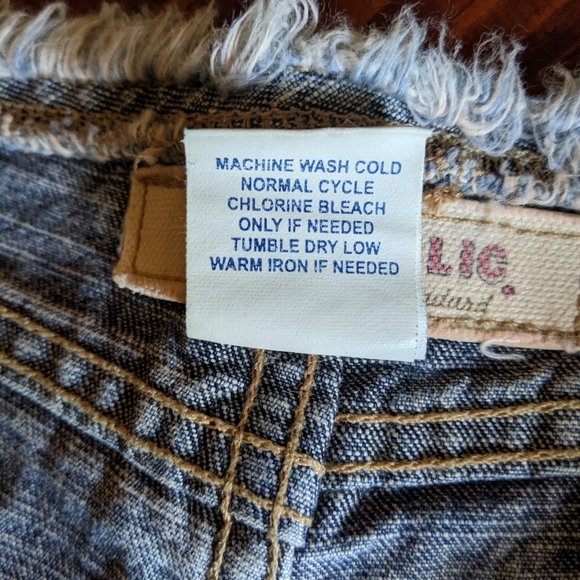 MACHINE WASH COLD
NORMAL CYCLE
CHLORINE BLEACH
ONLY IF NEEDED
TUMBLE DRY LOW
WARM IRON IF NEEDED
LIC.